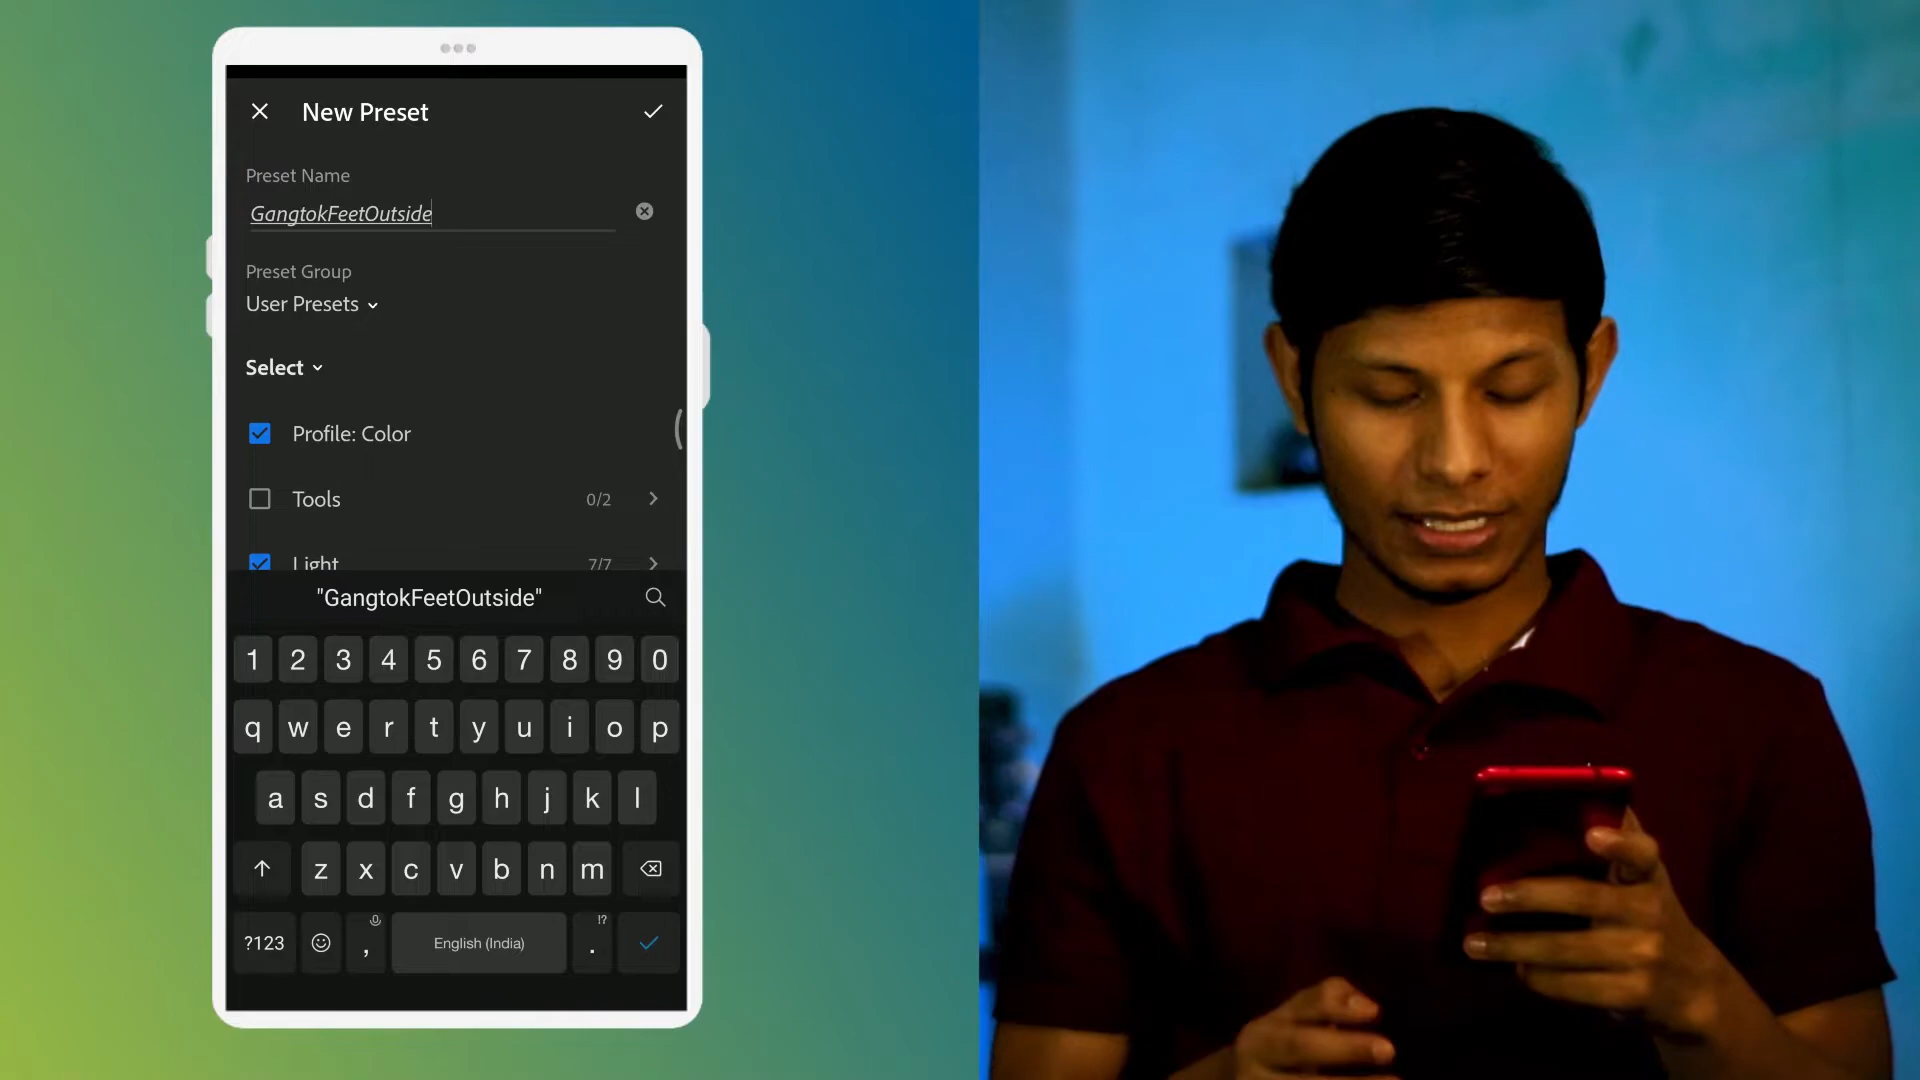 New Preset
Preset Name
GangtokFeetOutside
Preset Group
User Presets
Select
Profile: Color
Tools 0/2
Light 7/7
"GangtokFeetOutside"
1 2 3 4 5 6 7 8 9 0
q w e r t y u i o p
a s d f g h j k l
z x c v b n m
!?
?123 , English (India) .